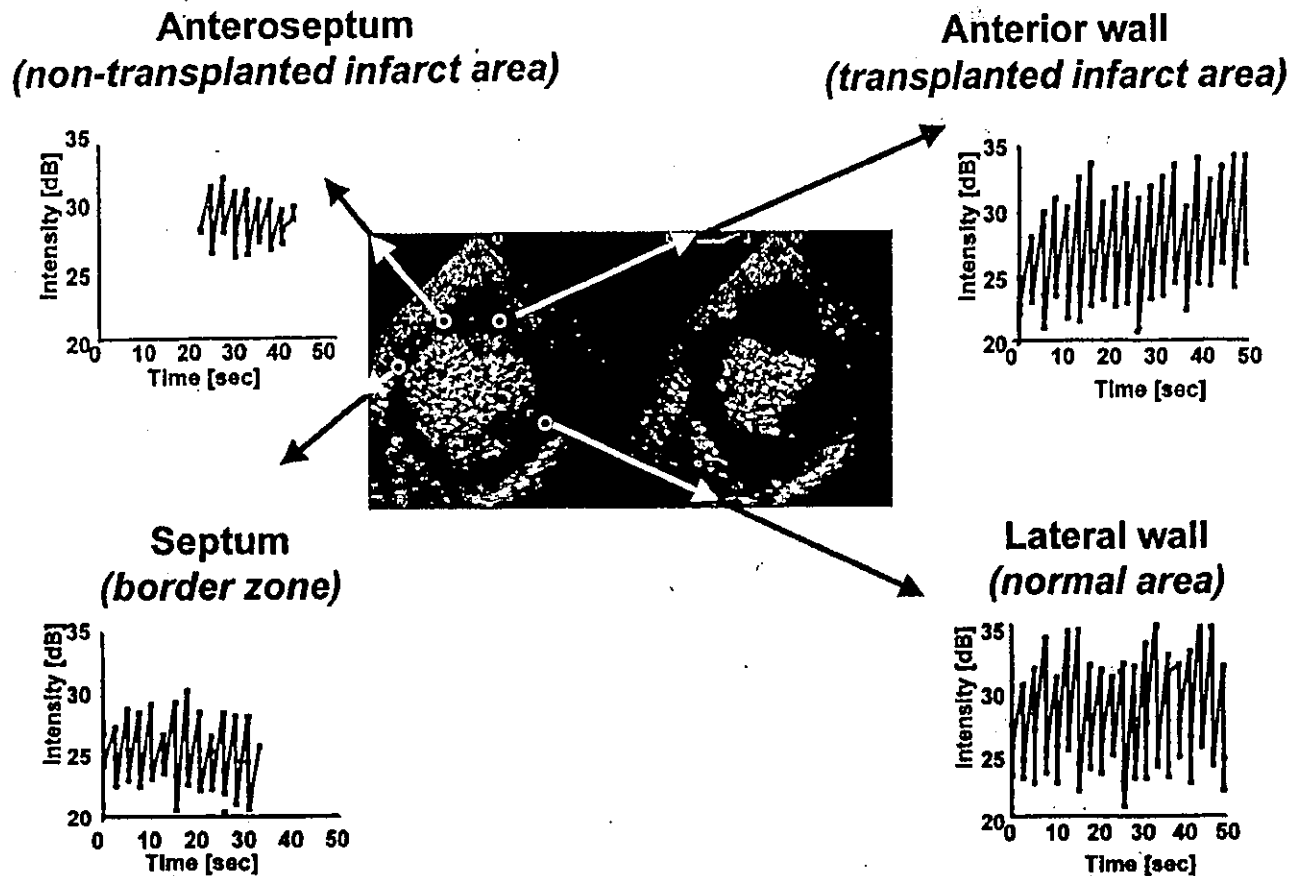 Anteroseptum
(non-transplanted infarct area)
Intensity [dB]
35
30
25
20
0 10 20 30 40 50
Time [sec]
Anterior wall
(transplanted infarct area)
Intensity [dB]
35
30
25
20
0 10 20 30 40 50
Time [sec]
Septum
(border zone)
Intensity [dB]
35
30
25
20
0 10 20 30 40 50
Time [sec]
Lateral wall
(normal area)
Intensity [dB]
35
30
25
20
0 10 20 30 40 50
Time [sec]